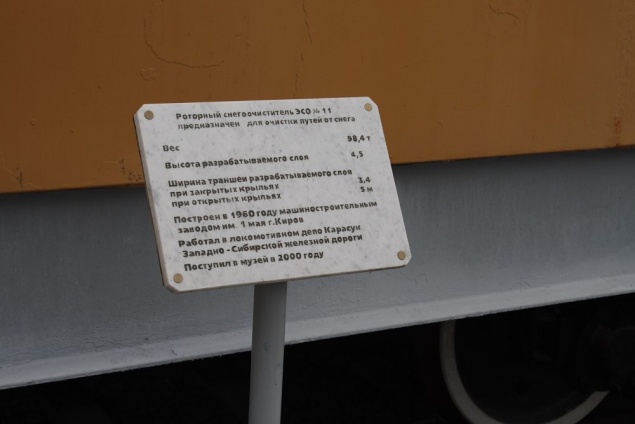 Роторный снегоочиститель ЭСО № 11
предназначен для очистки путей от снега
Вес 98,4 т
Высота разрабатываемого слоя 4,5
Ширина траншеи разрабатываемого слоя
при закрытых крыльях 3,4
при открытых крыльях 5 м
Построен в 1960 году машиностроительным
заводом им. 1 мая г.Киров
Работал в локомотивном депо Карасук
Западно - Сибирской железной дороги
Поступил в музей в 2000 году